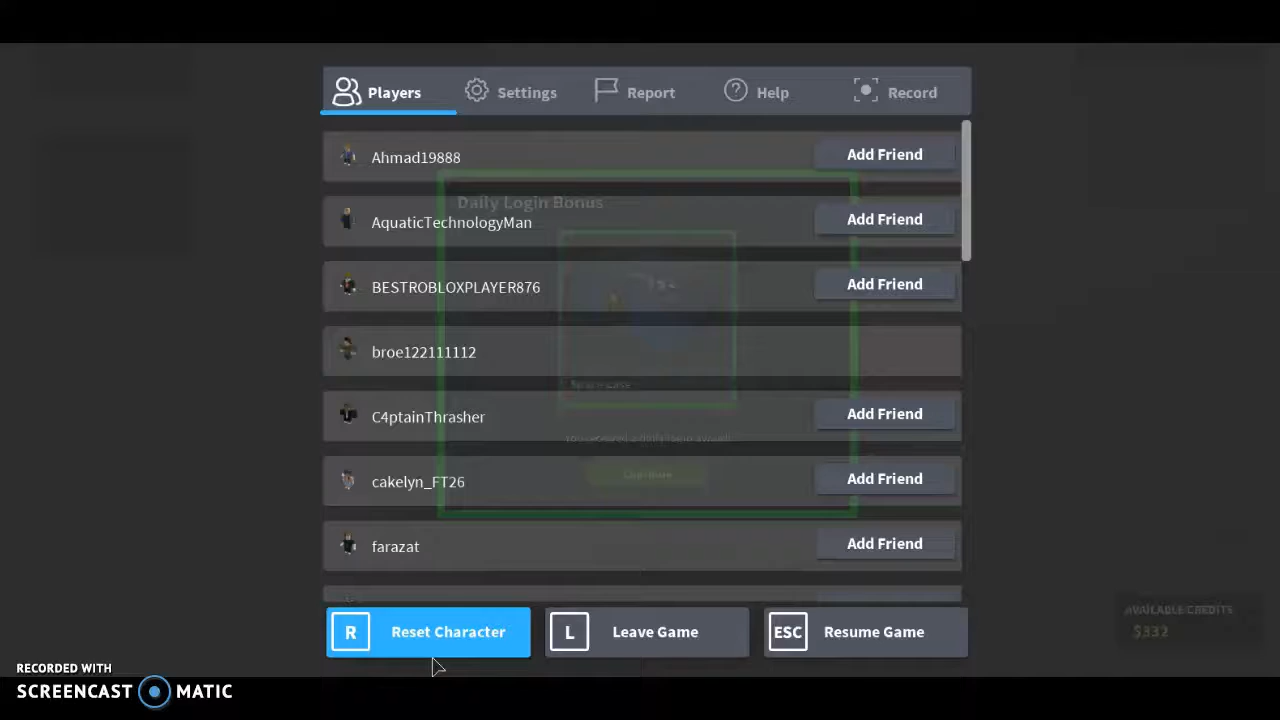 Players Settings Report Help Record
Ahmad19888 Add Friend
Daily Login Bonus
AquaticTechnologyMan Add Friend
BESTROBLOXPLAYER876 Add Friend
broe122111112
C4ptainThrasher Add Friend
cakelyn_FT26 Add Friend
farazat Add Friend
AVAILABLE CREDITS
$332
R Reset Character L Leave Game ESC Resume Game
RECORDED WITH
SCREENCAST MATIC